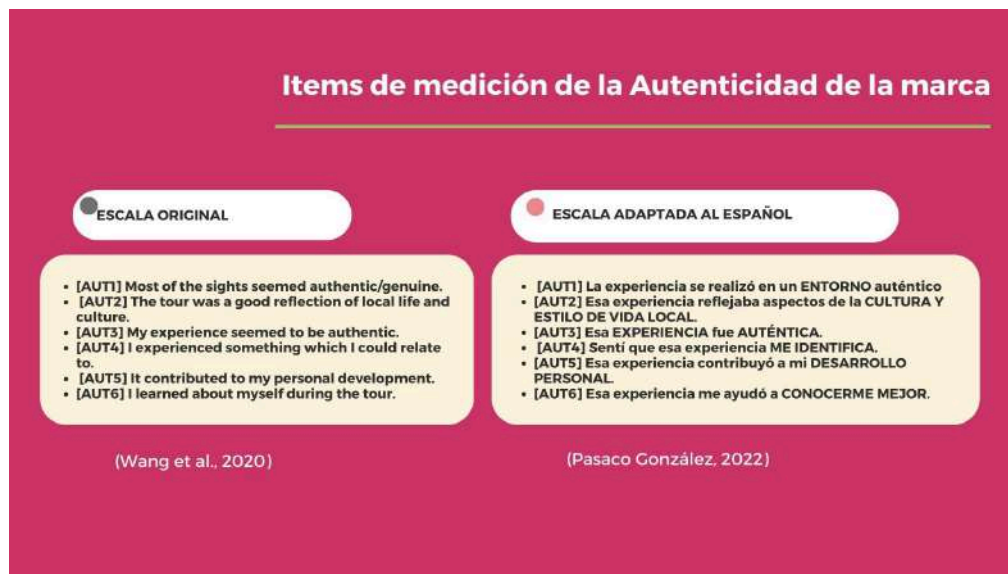 Items de medición de la Autenticidad de la marca
ESCALA ORIGINAL
• [AUT1] Most of the sights seemed authentic/genuine.
• [AUT2] The tour was a good reflection of local life and
culture.
• [AUT3] My experience seemed to be authentic.
• [AUT4] I experienced something which I could relate
to.
• [AUT5] It contributed to my personal development.
• [AUT6] I learned about myself during the tour.
(Wang et al., 2020)
ESCALA ADAPTADA AL ESPAÑOL
• [AUT1] La experiencia se realizó en un ENTORNO auténtico
• [AUT2] Esa experiencia reflejaba aspectos de la CULTURA Y
ESTILO DE VIDA LOCAL.
• [AUT3] Esa EXPERIENCIA fue AUTÉNTICA.
• [AUT4] Sentí que esa experiencia ME IDENTIFICA.
• [AUT5] Esa experiencia contribuyó a mi DESARROLLO
PERSONAL.
• [AUT6] Esa experiencia me ayudó a CONOCERME MEJOR.
(Pasaco González, 2022)